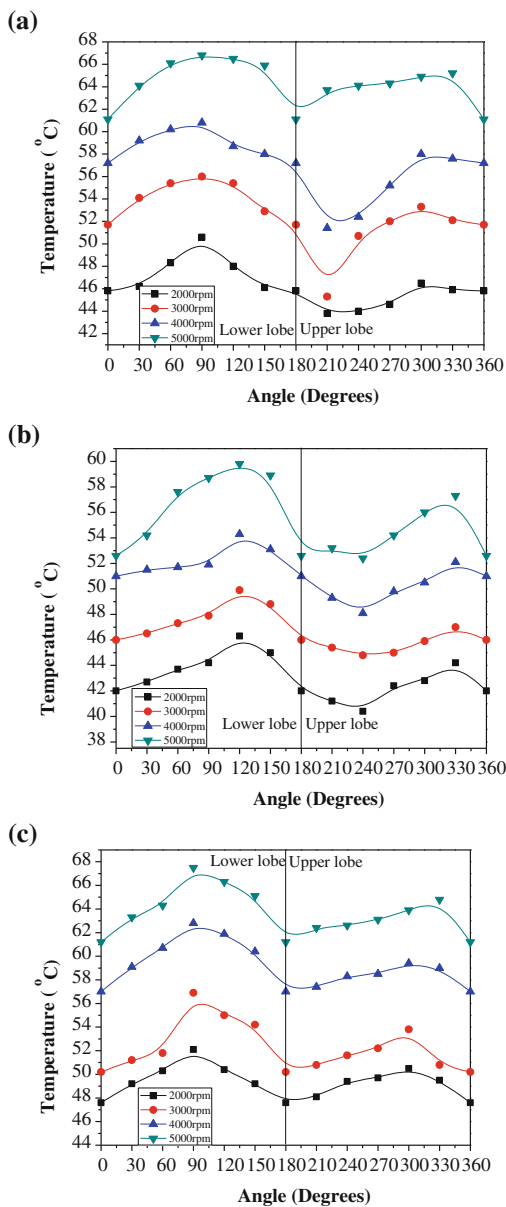 (a)
68
66
64
62
60
58
56
54
52
50
48
46
44
42
Temperature ( °C)
2000rpm
3000rpm
4000rpm
5000rpm
Lower lobe Upper lobe
0 30 60 90 120 150 180 210 240 270 300 330 360
Angle (Degrees)
(b)
60
58
56
54
52
50
48
46
44
42
40
38
Temperature ( °C)
2000rpm
3000rpm
4000rpm
5000rpm
Lower lobe Upper lobe
0 30 60 90 120 150 180 210 240 270 300 330 360
Angle (Degrees)
(c)
Lower lobe Upper lobe
68
66
64
62
60
58
56
54
52
50
48
46
44
Temperature ( °C)
2000rpm
3000rpm
4000rpm
5000rpm
0 30 60 90 120 150 180 210 240 270 300 330 360
Angle (Degrees)